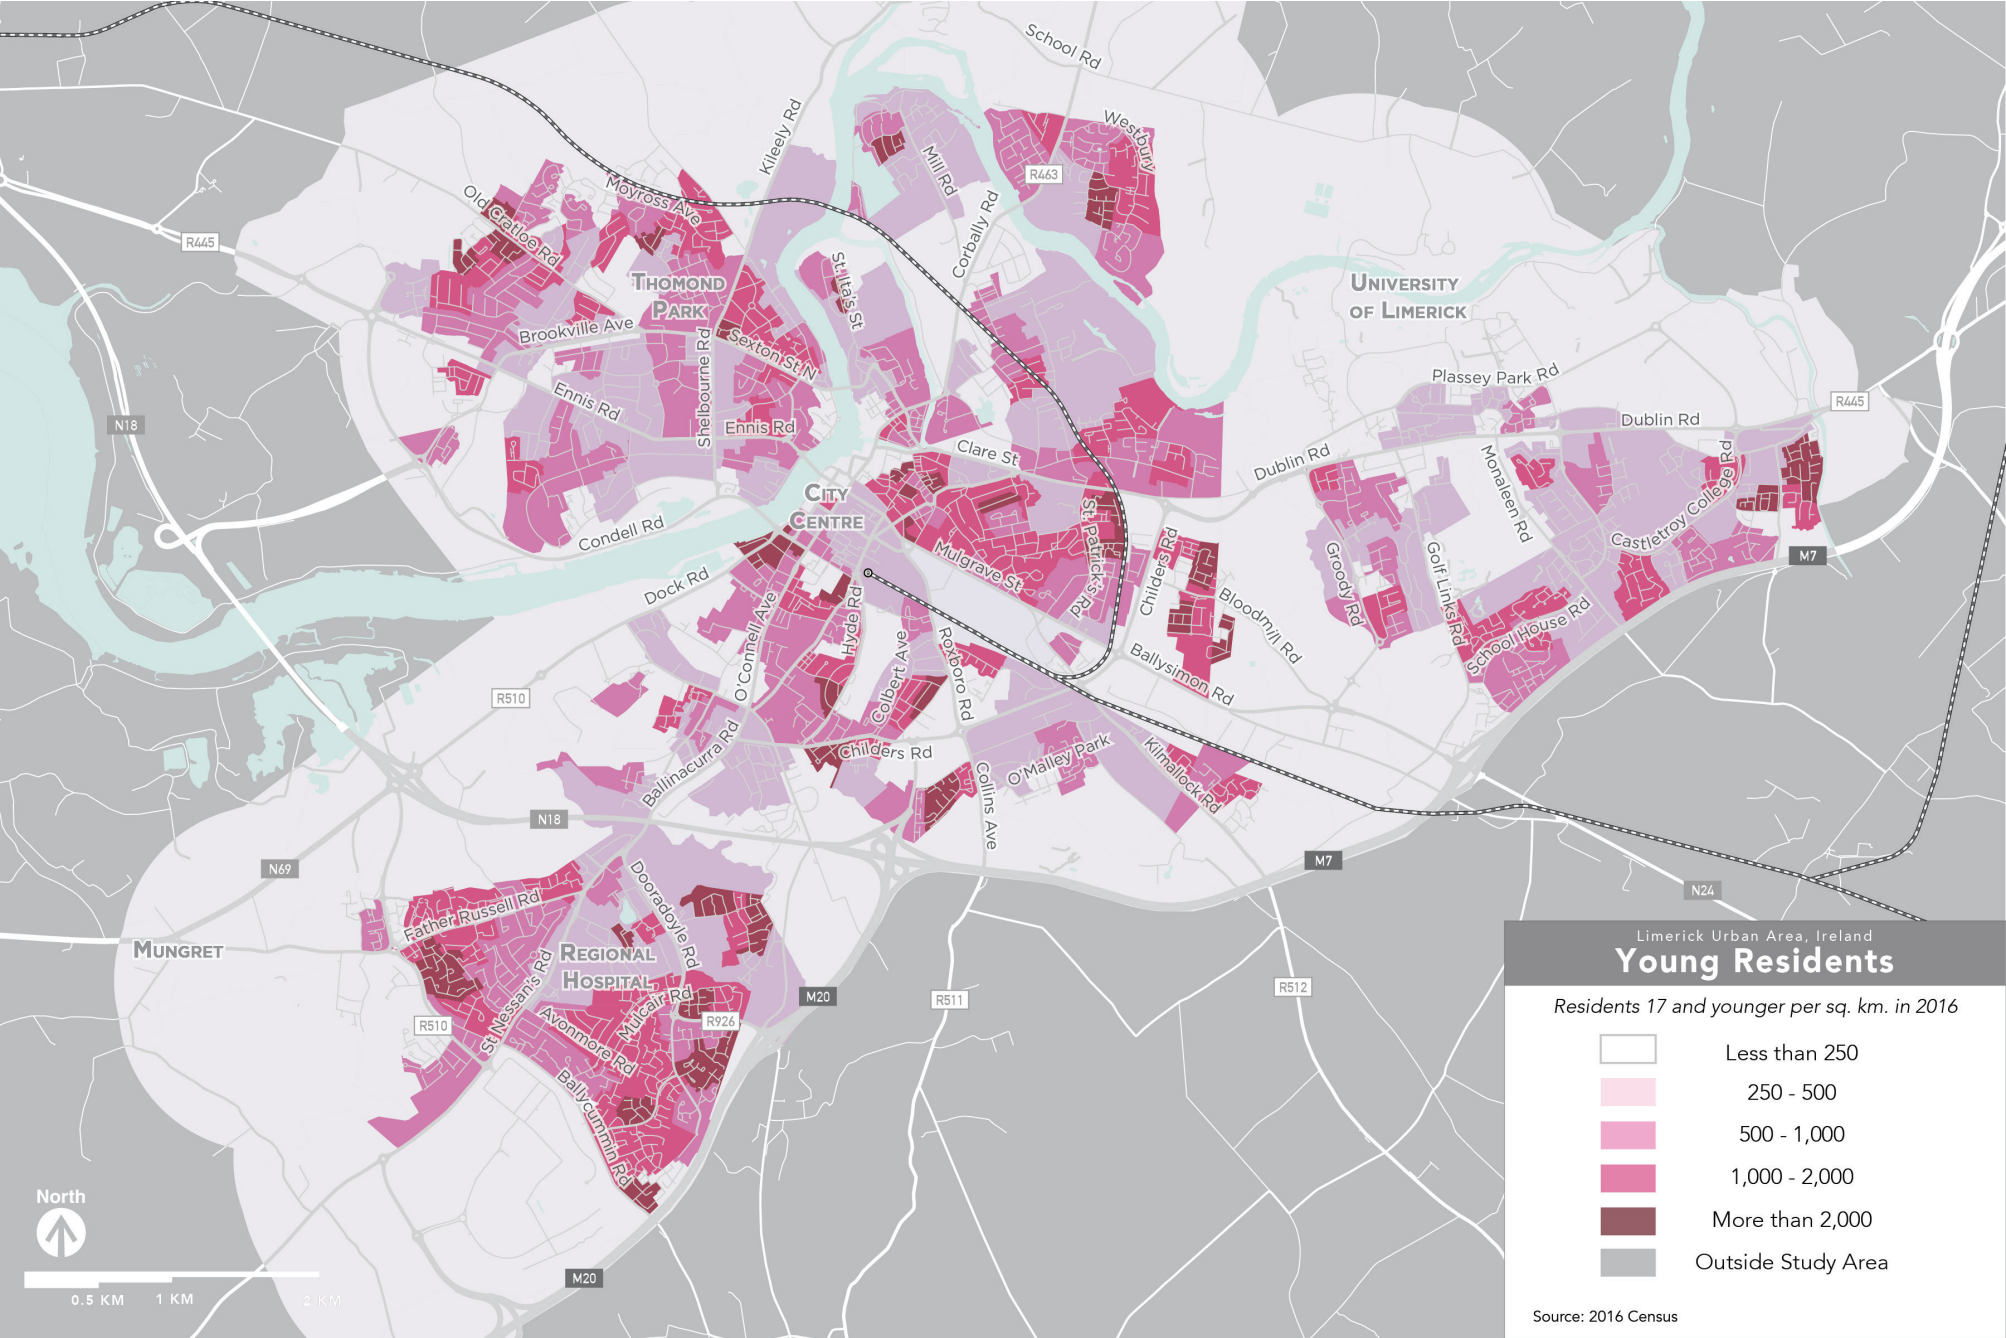 School Rd
Kileely Rd
Westbury
Mill Rd
R463
Moyross Ave
Old Cratloe Rd
Corbally Rd
R445
St. Ita's St
THOMOND
PARK
UNIVERSITY
OF LIMERICK
Brookville Ave
Sexton St. N
Shelbourne Rd
Plassey Park Rd
Ennis Rd
R445
N18
Ennis Rd
Dublin Rd
Clare St
Dublin Rd
Monaleen Rd
Castletroy College Rd
CITY
CENTRE
Condell Rd
St. Patrick's Rd
Mulgrave St
M7
Dock Rd
Childers Rd
Groody Rd
Golf Links Rd
Hyde Rd
O'Connell Ave
Colbert Ave
Roxboro Rd
Bloodmill Rd
School House Rd
Ballysimon Rd
R510
Childers Rd
Ballinacurra Rd
O'Malley Park
Kilmallock Rd
Collins Ave
N18
N69
M7
N24
Dooradoyle Rd
Father Russell Rd
MUNGRET
REGIONAL
HOSPITAL
St Nessan's Rd
Mulcair Rd
M20
R511
R512
R510
R926
Avonmore Rd
Ballycummin Rd
M20
North
0.5 KM
1 KM
2 KM
Limerick Urban Area, Ireland
Young Residents
Residents 17 and younger per sq. km. in 2016
Less than 250
250 - 500
500 - 1,000
1,000 - 2,000
More than 2,000
Outside Study Area
Source: 2016 Census